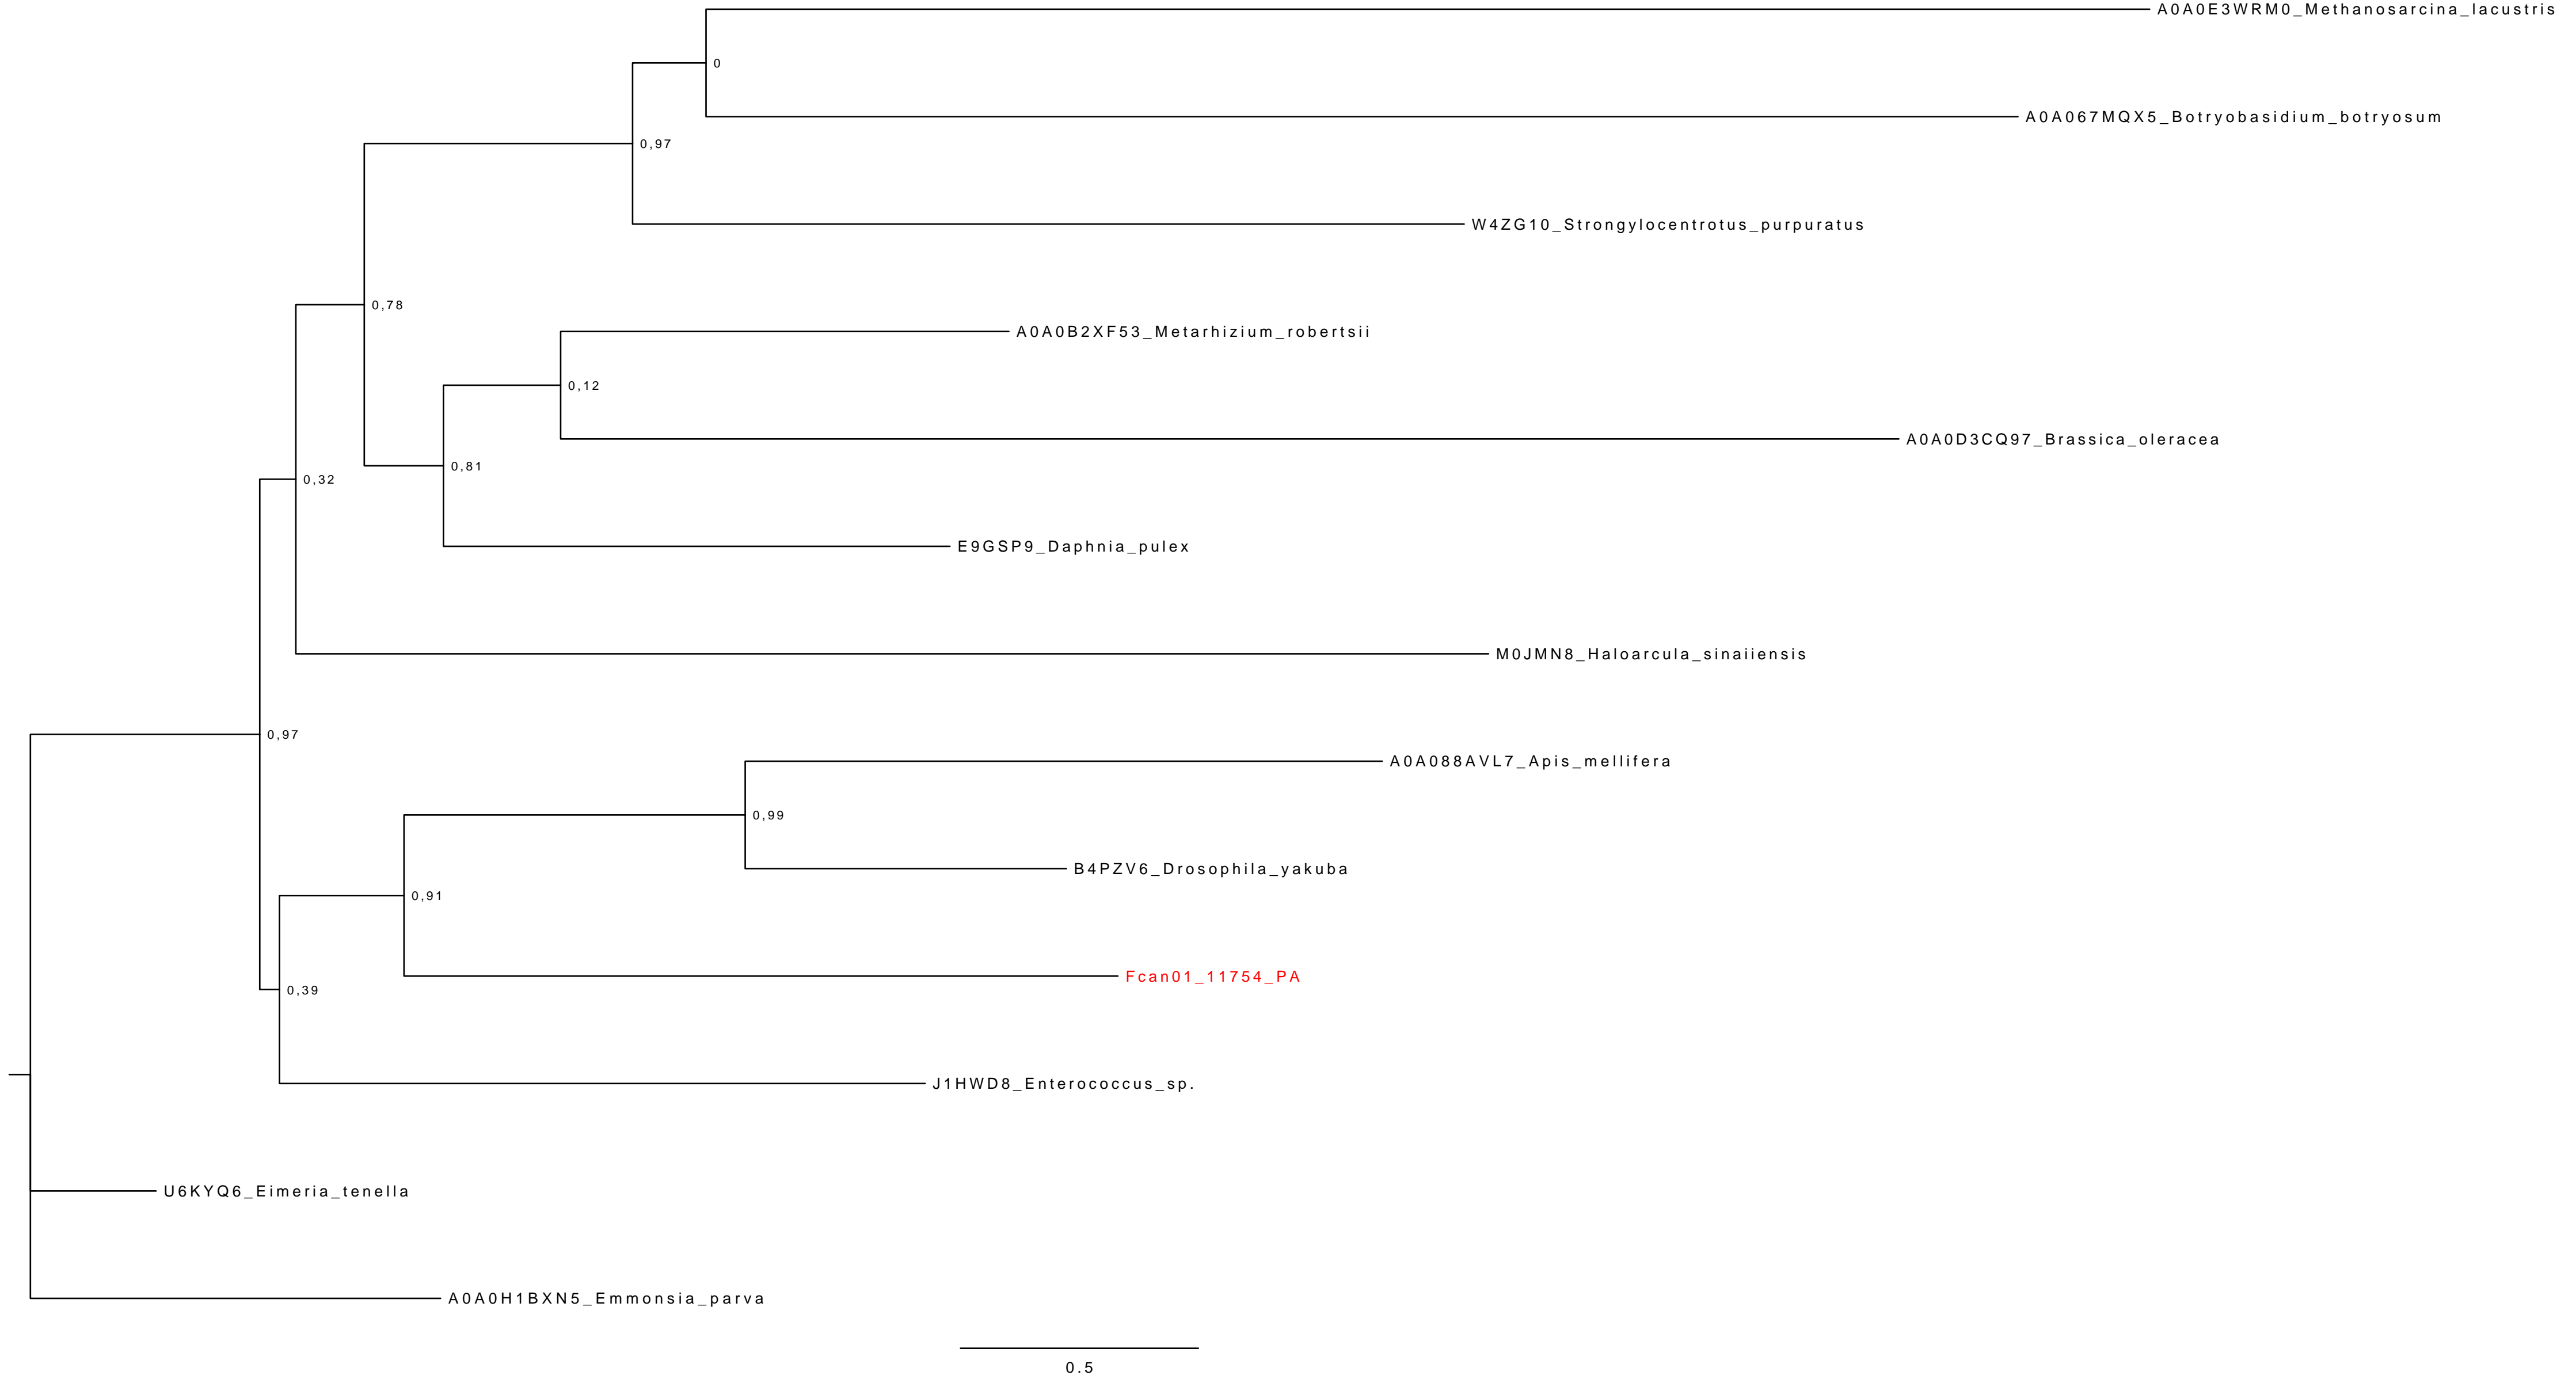 A0A0E3WRM0_Methanosarcina_lacustris
0
A0A067MQX5_Botryobasidium_botryosum
0,97
W4ZG10_Strongylocentrotus_purpuratus
0,78
A0A0B2XF53_Metarhizium_robertsii
0,12
A0A0D3CQ97_Brassica_oleracea
0,81
0,32
E9GSP9_Daphnia_pulex
M0JMN8_Haloarcula_sinaiiensis
0,97
A0A088AVL7_Apis_mellifera
0,99
B4PZV6_Drosophila_yakuba
0,91
Fcan01_11754_PA
0,39
J1HWD8_Enterococcus_sp.
U6KYQ6_Eimeria_tenella
A0A0H1BXN5_Emmonsia_parva
0.5